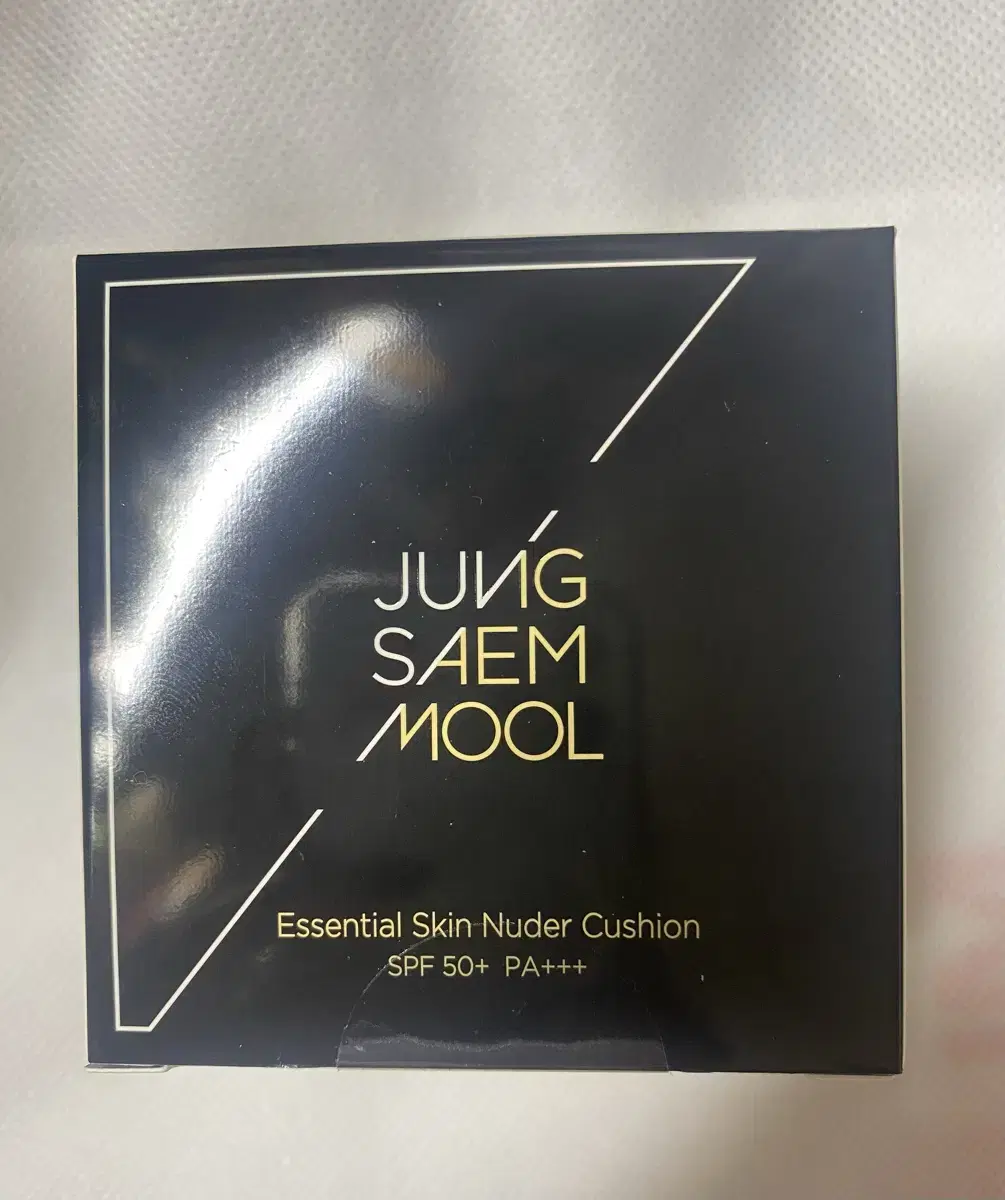 JUNG
SAEM
MOOL
Essential Skin Nuder Cushion
SPF 50+ PA+++